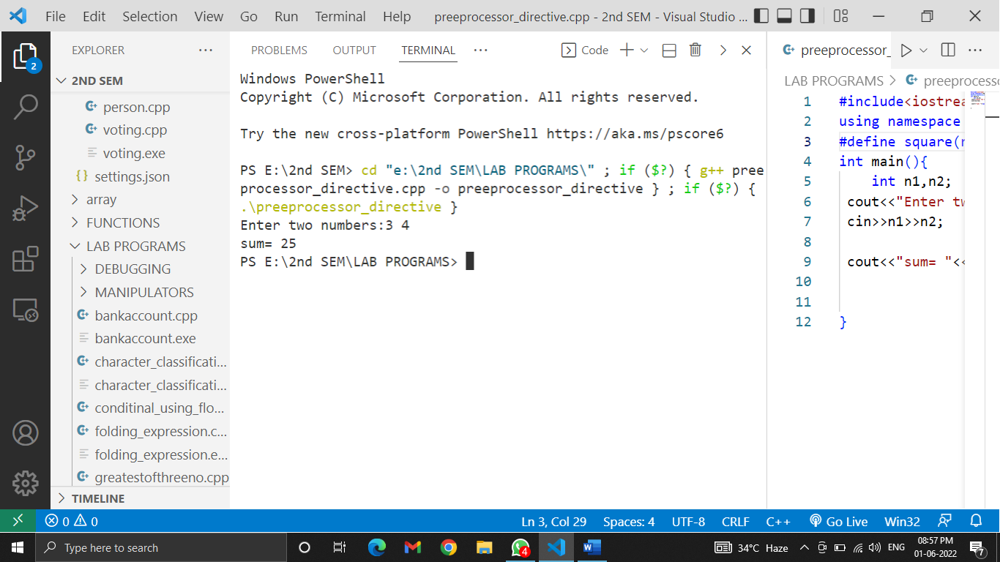 File Edit Selection View Go Run Terminal Help preeprocessor_directive.cpp - 2nd SEM - Visual Studio ...
EXPLORER ...
2
2ND SEM
person.cpp
voting.cpp
voting.exe
settings.json
array
FUNCTIONS
LAB PROGRAMS
DEBUGGING
MANIPULATORS
bankaccount.cpp
bankaccount.exe
character_classificati...
character_classificati...
conditinal_using_flo...
folding_expression.c...
folding_expression.e...
greatestofthreeno.cpp
TIMELINE
PROBLEMS OUTPUT TERMINAL ... Code
Windows PowerShell
Copyright (C) Microsoft Corporation. All rights reserved.
Try the new cross-platform PowerShell https://aka.ms/pscore6
PS E:\2nd SEM> cd "e:\2nd SEM\LAB PROGRAMS\" ; if ($?) { g++ pree
processor_directive.cpp -o preeprocessor_directive } ; if ($?) {
.\preeprocessor_directive }
Enter two numbers:3 4
sum= 25
PS E:\2nd SEM\LAB PROGRAMS>
preeprocessor_ ...
LAB PROGRAMS > preeprocesso
1 #include<iostrea
2 using namespace
3 #define square(
4 int main(){
5 int n1,n2;
6 cout<<"Enter tw
7 cin>>n1>>n2;
8
9 cout<<"sum= "<<
10
11
12 }
0 0 Ln 3, Col 29 Spaces: 4 UTF-8 CRLF C++ Go Live Win32
Type here to search 4 W 34°C Haze ENG 08:57 PM
01-06-2022 7